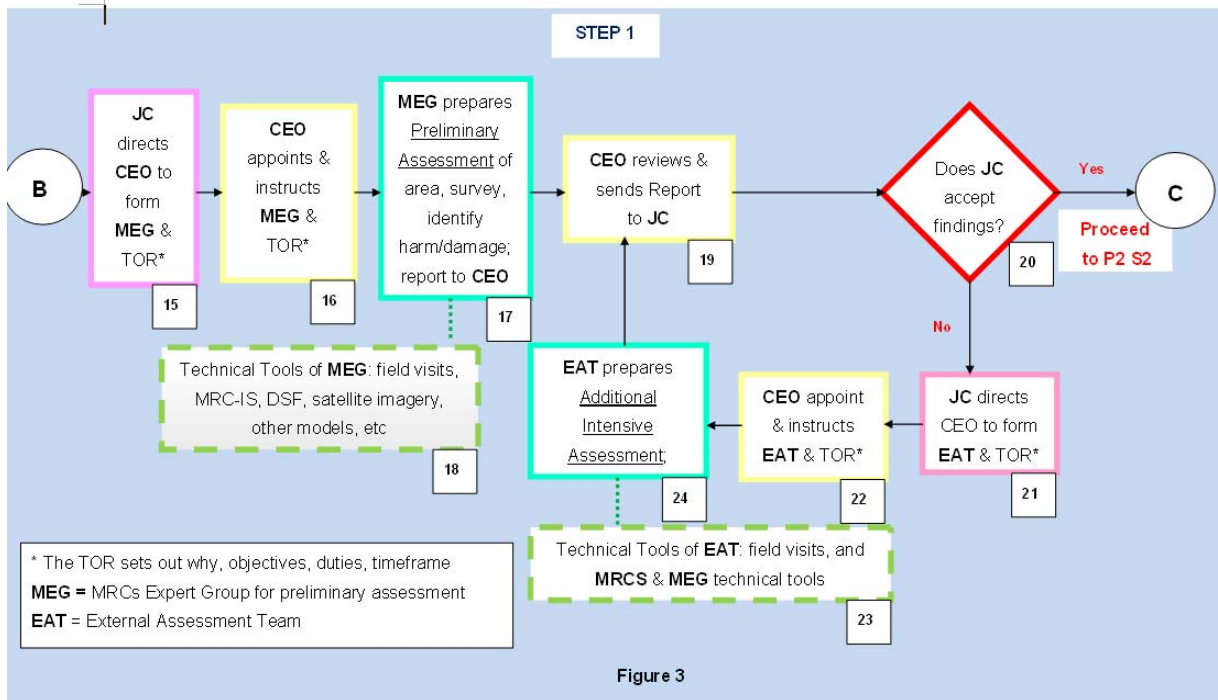 STEP 1
B
JC
directs
CEO to
form
MEG &
TOR*
15
CEO
appoints &
instructs
MEG &
TOR*
16
MEG prepares
Preliminary
Assessment of
area, survey,
identify
harm/damage;
report to CEO
17
Technical Tools of MEG: field visits,
MRC-IS, DSF, satellite imagery,
other models, etc
18
CEO reviews &
sends Report
to JC
19
Does JC
accept
findings?
20
Yes
C
Proceed
to P2 S2
No
JC directs
CEO to form
EAT & TOR*
21
CEO appoint
& instructs
EAT & TOR*
22
EAT prepares
Additional
Intensive
Assessment;
24
Technical Tools of EAT: field visits, and
MRCS & MEG technical tools
23
* The TOR sets out why, objectives, duties, timeframe
MEG = MRCs Expert Group for preliminary assessment
EAT = External Assessment Team
Figure 3